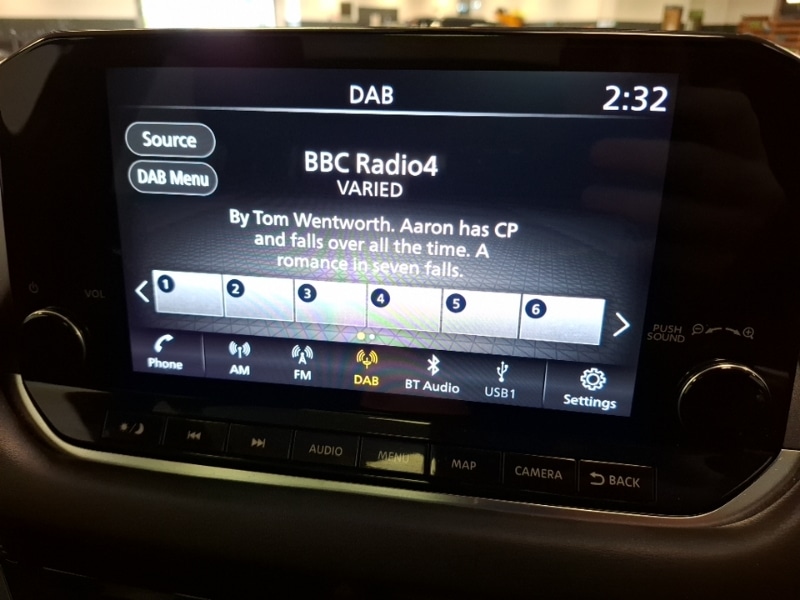 DAB
2:32
Source
DAB Menu
BBC Radio4
VARIED
By Tom Wentworth. Aaron has CP
and falls over all the time. A
romance in seven falls.
1 2 3 4 5 6
VOL
PUSH
SOUND
Phone AM FM DAB BT Audio USB1 Settings
AUDIO MENU MAP CAMERA BACK